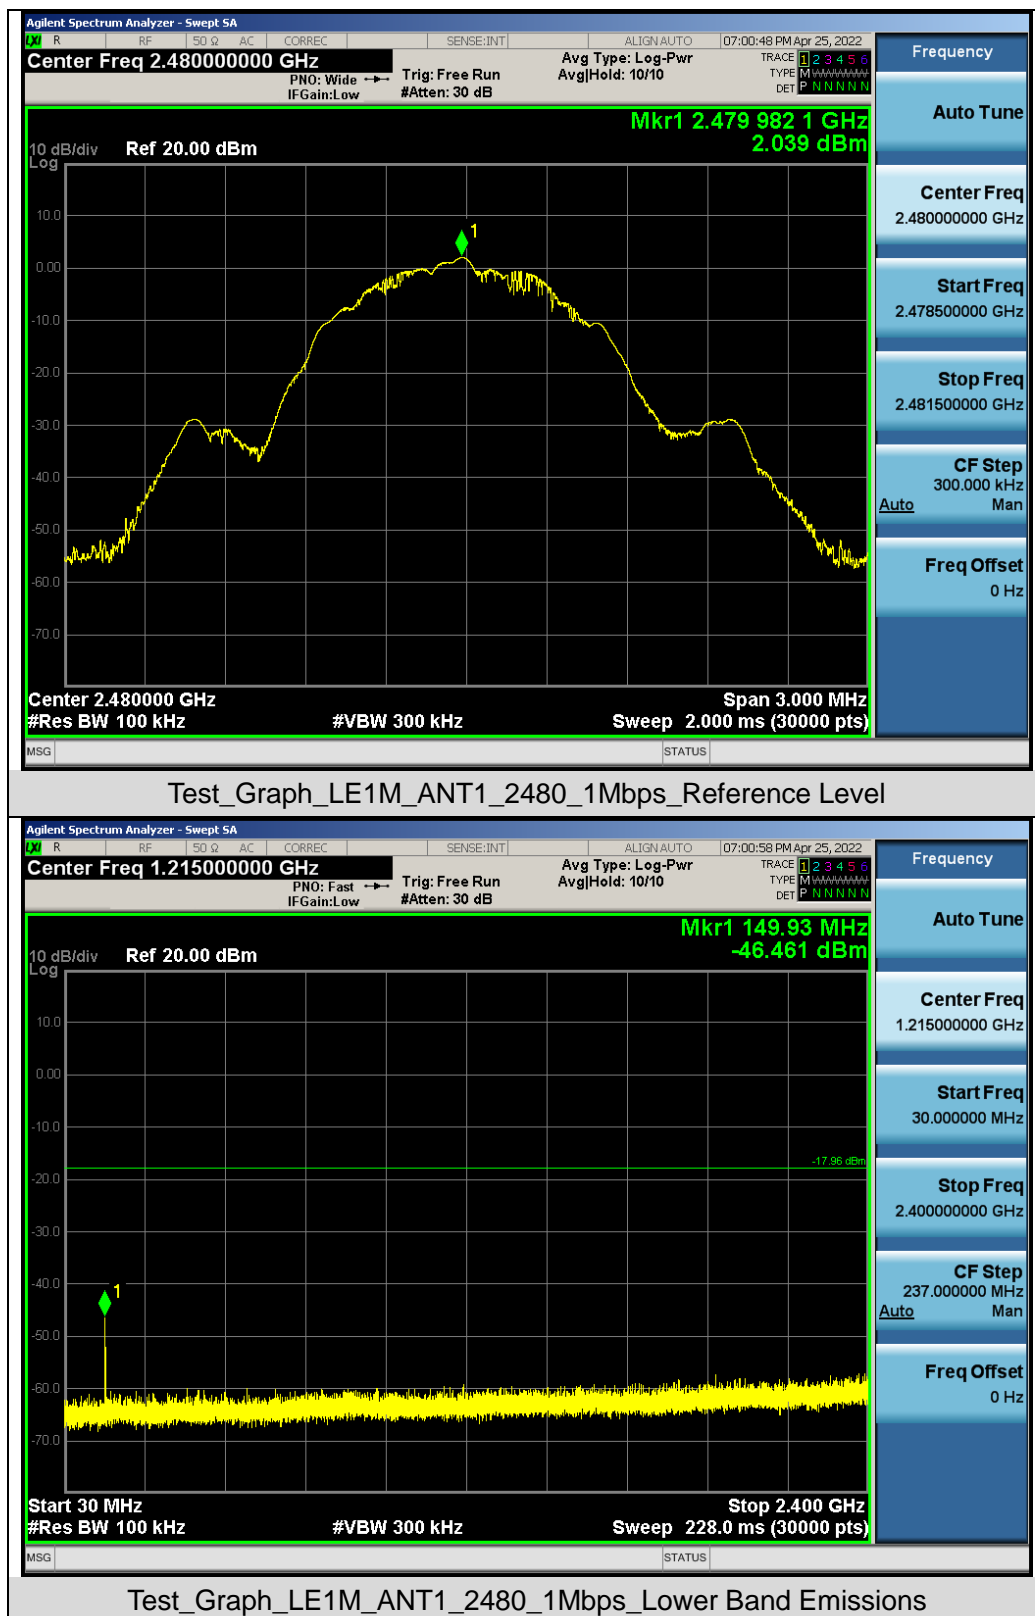 Agilent Spectrum Analyzer - Swept SA
LXI R RF 50 Ω AC CORREC SENSE:INT ALIGN AUTO 07:00:48 PM Apr 25, 2022
Center Freq 2.480000000 GHz
PNO: Wide
IFGain:Low
Trig: Free Run
#Atten: 30 dB
Avg Type: Log-Pwr
Avg|Hold: 10/10
TRACE 1 2 3 4 5 6
TYPE M WWWWW
DET P N N N N N
Mkr1 2.479 982 1 GHz
2.039 dBm
10 dB/div Ref 20.00 dBm
Log
10.0
0.00
-10.0
-20.0
-30.0
-40.0
-50.0
-60.0
-70.0
1
Center 2.480000 GHz Span 3.000 MHz
#Res BW 100 kHz #VBW 300 kHz Sweep 2.000 ms (30000 pts)
MSG STATUS
Frequency
Auto Tune
Center Freq
2.480000000 GHz
Start Freq
2.478500000 GHz
Stop Freq
2.481500000 GHz
CF Step
300.000 kHz
Auto Man
Freq Offset
0 Hz
Test_Graph_LE1M_ANT1_2480_1Mbps_Reference Level
Agilent Spectrum Analyzer - Swept SA
LXI R RF 50 Ω AC CORREC SENSE:INT ALIGN AUTO 07:00:58 PM Apr 25, 2022
Center Freq 1.215000000 GHz
PNO: Fast
IFGain:Low
Trig: Free Run
#Atten: 30 dB
Avg Type: Log-Pwr
Avg|Hold: 10/10
TRACE 1 2 3 4 5 6
TYPE M WWWWW
DET P N N N N N
Mkr1 149.93 MHz
-46.461 dBm
10 dB/div Ref 20.00 dBm
Log
10.0
0.00
-10.0
-20.0
-30.0
-40.0
-50.0
-60.0
-70.0
-17.96 dBm
1
Start 30 MHz Stop 2.400 GHz
#Res BW 100 kHz #VBW 300 kHz Sweep 228.0 ms (30000 pts)
MSG STATUS
Frequency
Auto Tune
Center Freq
1.215000000 GHz
Start Freq
30.000000 MHz
Stop Freq
2.400000000 GHz
CF Step
237.000000 MHz
Auto Man
Freq Offset
0 Hz
Test_Graph_LE1M_ANT1_2480_1Mbps_Lower Band Emissions